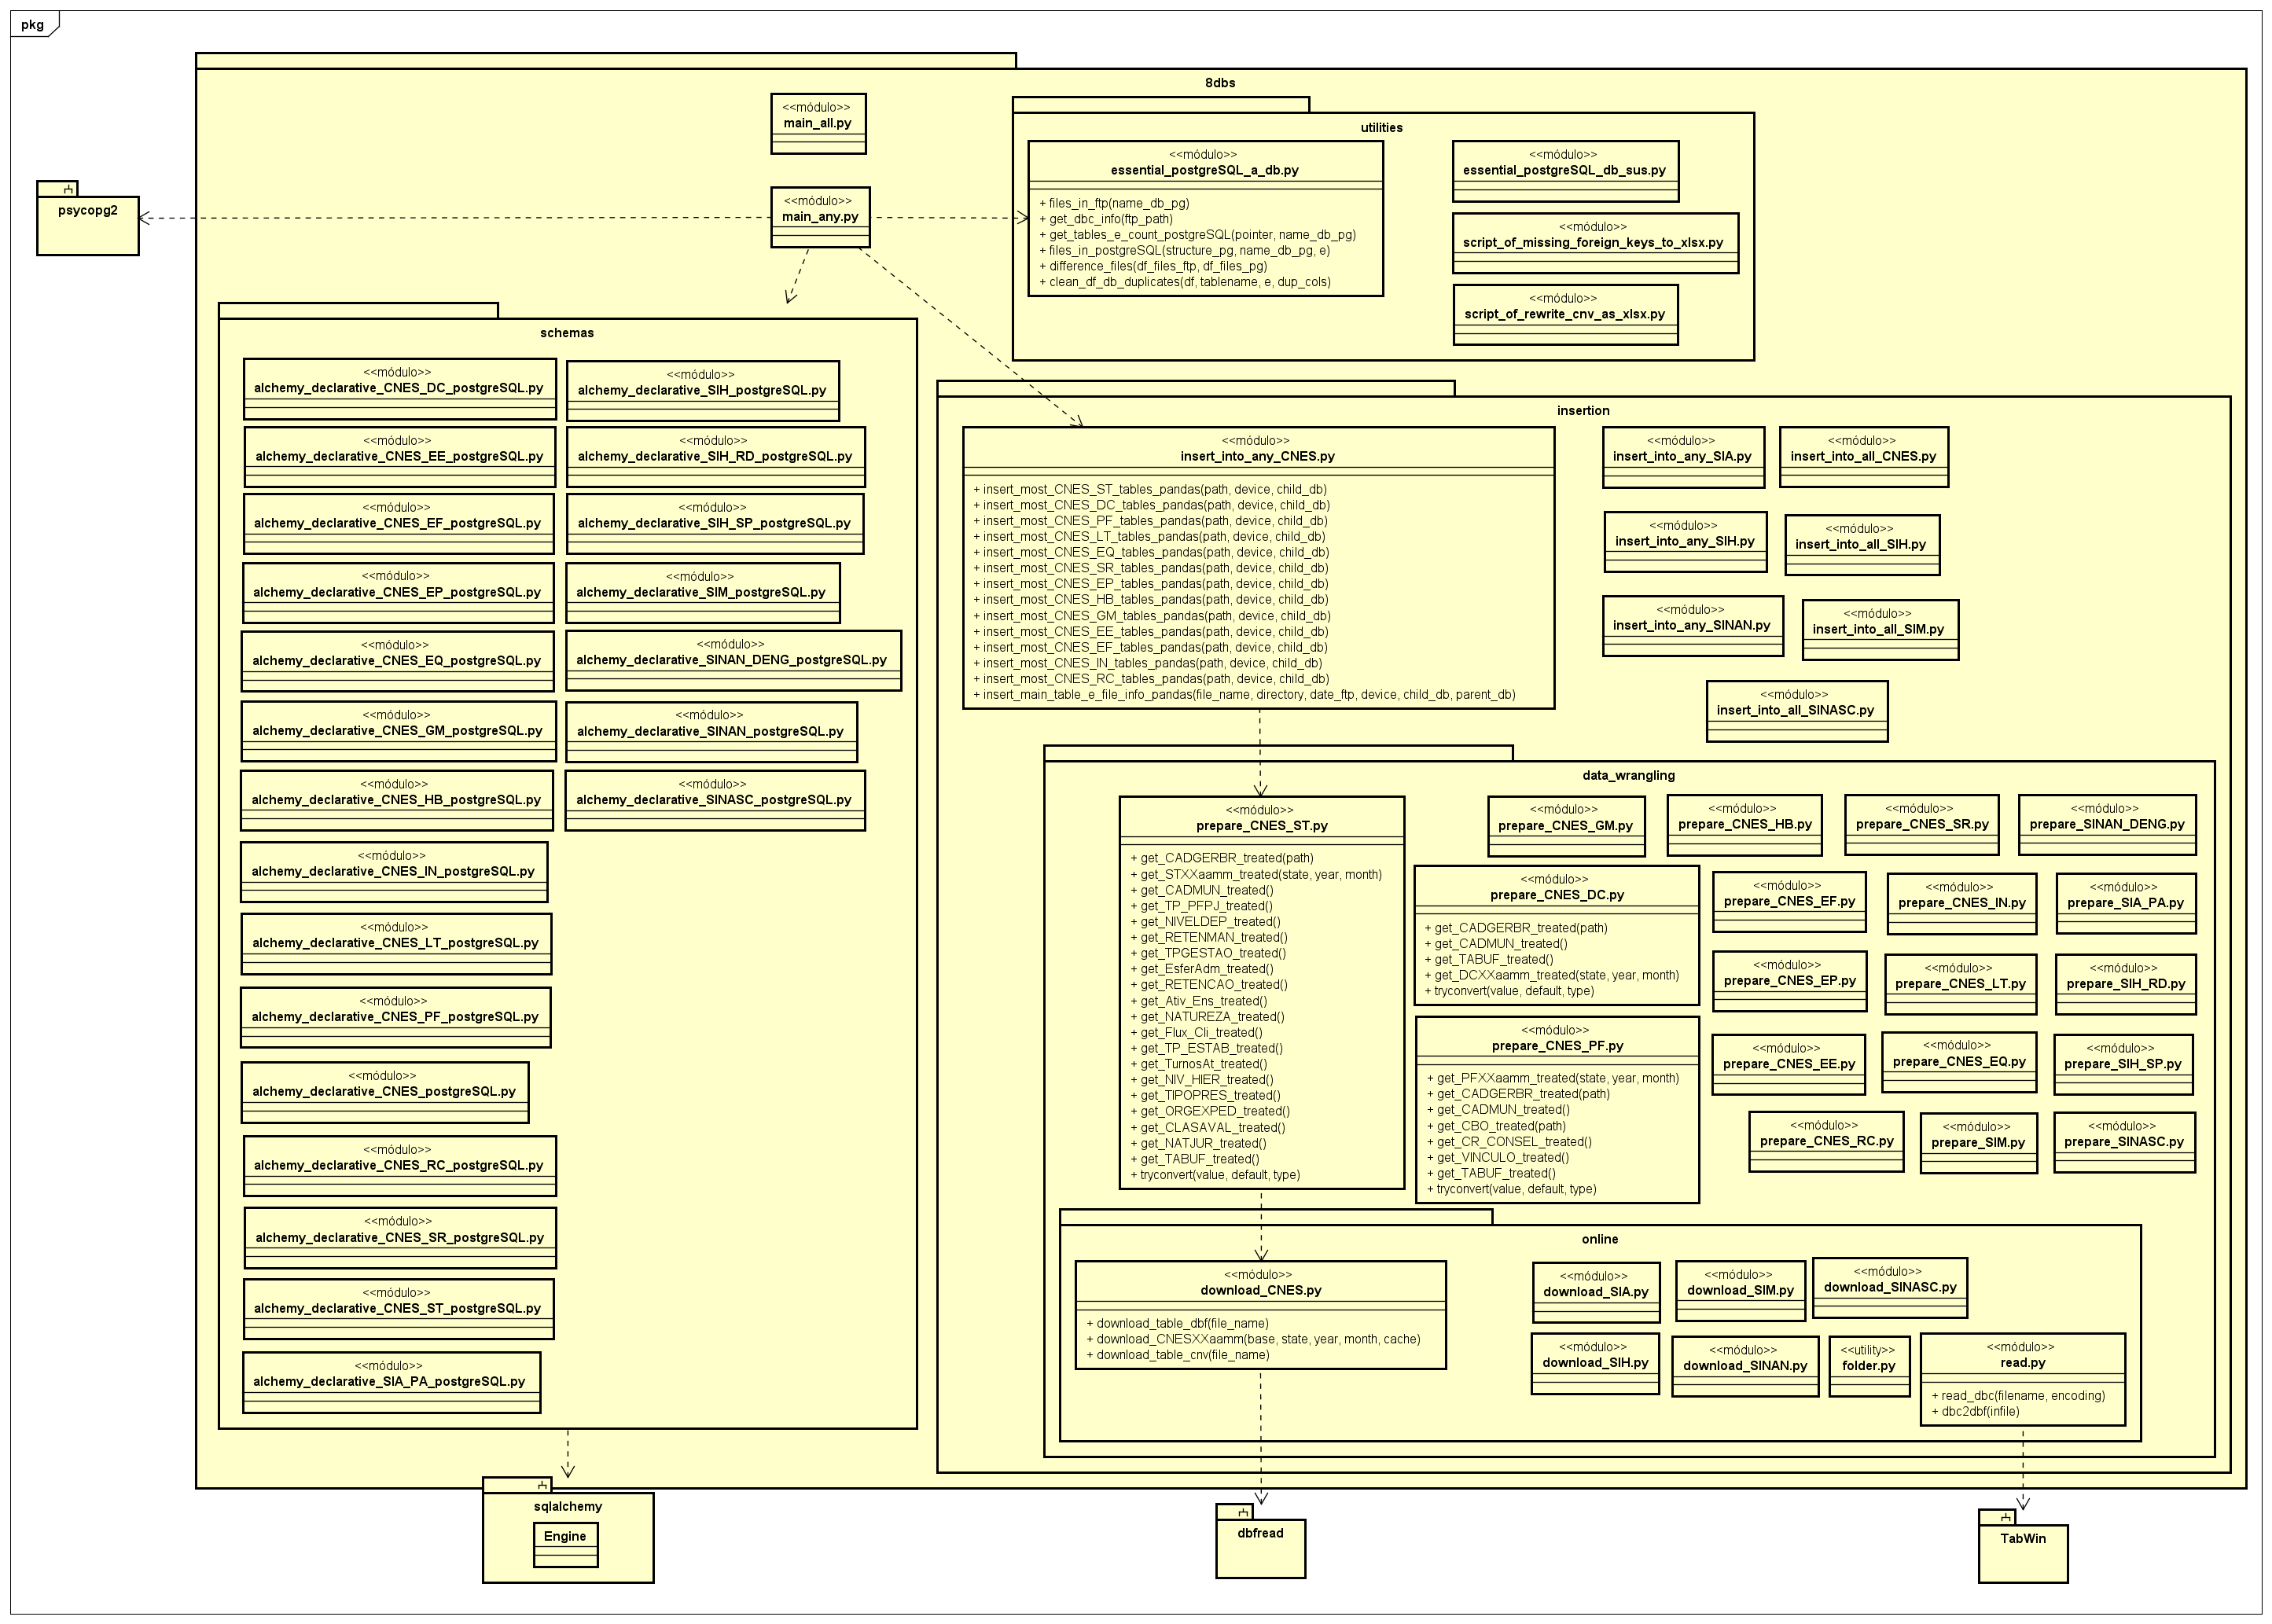 pkg
8dbs
<<módulo>>
main_all.py
<<módulo>>
main_any.py
psycopg2
utilities
<<módulo>>
essential_postgreSQL_a_db.py
+ files_in_ftp(name_db_pg)
+ get_dbc_info(ftp_path)
+ get_tables_e_count_postgreSQL(pointer, name_db_pg)
+ files_in_postgreSQL(structure_pg, name_db_pg, e)
+ difference_files(df_files_ftp, df_files_pg)
+ clean_df_db_duplicates(df, tablename, e, dup_cols)
<<módulo>>
essential_postgreSQL_db_sus.py
<<módulo>>
script_of_missing_foreign_keys_to_xlsx.py
<<módulo>>
script_of_rewrite_cnv_as_xlsx.py
schemas
<<módulo>>
alchemy_declarative_CNES_DC_postgreSQL.py
<<módulo>>
alchemy_declarative_CNES_EE_postgreSQL.py
<<módulo>>
alchemy_declarative_CNES_EF_postgreSQL.py
<<módulo>>
alchemy_declarative_CNES_EP_postgreSQL.py
<<módulo>>
alchemy_declarative_CNES_EQ_postgreSQL.py
<<módulo>>
alchemy_declarative_CNES_GM_postgreSQL.py
<<módulo>>
alchemy_declarative_CNES_HB_postgreSQL.py
<<módulo>>
alchemy_declarative_CNES_IN_postgreSQL.py
<<módulo>>
alchemy_declarative_CNES_LT_postgreSQL.py
<<módulo>>
alchemy_declarative_CNES_PF_postgreSQL.py
<<módulo>>
alchemy_declarative_CNES_postgreSQL.py
<<módulo>>
alchemy_declarative_CNES_RC_postgreSQL.py
<<módulo>>
alchemy_declarative_CNES_SR_postgreSQL.py
<<módulo>>
alchemy_declarative_CNES_ST_postgreSQL.py
<<módulo>>
alchemy_declarative_SIA_PA_postgreSQL.py
<<módulo>>
alchemy_declarative_SIH_postgreSQL.py
<<módulo>>
alchemy_declarative_SIH_RD_postgreSQL.py
<<módulo>>
alchemy_declarative_SIH_SP_postgreSQL.py
<<módulo>>
alchemy_declarative_SIM_postgreSQL.py
<<módulo>>
alchemy_declarative_SINAN_DENG_postgreSQL.py
<<módulo>>
alchemy_declarative_SINAN_postgreSQL.py
<<módulo>>
alchemy_declarative_SINASC_postgreSQL.py
insertion
<<módulo>>
insert_into_any_CNES.py
+ insert_most_CNES_ST_tables_pandas(path, device, child_db)
+ insert_most_CNES_DC_tables_pandas(path, device, child_db)
+ insert_most_CNES_PF_tables_pandas(path, device, child_db)
+ insert_most_CNES_LT_tables_pandas(path, device, child_db)
+ insert_most_CNES_EQ_tables_pandas(path, device, child_db)
+ insert_most_CNES_SR_tables_pandas(path, device, child_db)
+ insert_most_CNES_EP_tables_pandas(path, device, child_db)
+ insert_most_CNES_HB_tables_pandas(path, device, child_db)
+ insert_most_CNES_GM_tables_pandas(path, device, child_db)
+ insert_most_CNES_EE_tables_pandas(path, device, child_db)
+ insert_most_CNES_EF_tables_pandas(path, device, child_db)
+ insert_most_CNES_IN_tables_pandas(path, device, child_db)
+ insert_most_CNES_RC_tables_pandas(path, device, child_db)
+ insert_main_table_e_file_info_pandas(file_name, directory, date_ftp, device, child_db, parent_db)
<<módulo>>
insert_into_any_SIA.py
<<módulo>>
insert_into_all_CNES.py
<<módulo>>
insert_into_any_SIH.py
<<módulo>>
insert_into_all_SIH.py
<<módulo>>
insert_into_any_SINAN.py
<<módulo>>
insert_into_all_SIM.py
<<módulo>>
insert_into_all_SINASC.py
data_wrangling
<<módulo>>
prepare_CNES_ST.py
+ get_CADGERBR_treated(path)
+ get_STXXaamm_treated(state, year, month)
+ get_CADMUN_treated()
+ get_TP_PFPJ_treated()
+ get_NIVELDEP_treated()
+ get_RETENMAN_treated()
+ get_TPGESTAO_treated()
+ get_EsferAdm_treated()
+ get_RETENCAO_treated()
+ get_Ativ_Ens_treated()
+ get_NATUREZA_treated()
+ get_Flux_Cli_treated()
+ get_TP_ESTAB_treated()
+ get_TurnosAt_treated()
+ get_NIV_HIER_treated()
+ get_TIPOPRES_treated()
+ get_ORGEXPED_treated()
+ get_CLASAVAL_treated()
+ get_NATJUR_treated()
+ get_TABUF_treated()
+ tryconvert(value, default, type)
<<módulo>>
prepare_CNES_GM.py
<<módulo>>
prepare_CNES_HB.py
<<módulo>>
prepare_CNES_SR.py
<<módulo>>
prepare_SINAN_DENG.py
<<módulo>>
prepare_CNES_DC.py
+ get_CADGERBR_treated(path)
+ get_CADMUN_treated()
+ get_TABUF_treated()
+ get_DCXXaamm_treated(state, year, month)
+ tryconvert(value, default, type)
<<módulo>>
prepare_CNES_EF.py
<<módulo>>
prepare_CNES_IN.py
<<módulo>>
prepare_SIA_PA.py
<<módulo>>
prepare_CNES_EP.py
<<módulo>>
prepare_CNES_LT.py
<<módulo>>
prepare_SIH_RD.py
<<módulo>>
prepare_CNES_PF.py
+ get_PFXXaamm_treated(state, year, month)
+ get_CADGERBR_treated(path)
+ get_CADMUN_treated()
+ get_CBO_treated(path)
+ get_CR_CONSEL_treated()
+ get_VINCULO_treated()
+ get_TABUF_treated()
+ tryconvert(value, default, type)
<<módulo>>
prepare_CNES_EE.py
<<módulo>>
prepare_CNES_EQ.py
<<módulo>>
prepare_SIH_SP.py
<<módulo>>
prepare_CNES_RC.py
<<módulo>>
prepare_SIM.py
<<módulo>>
prepare_SINASC.py
online
<<módulo>>
download_CNES.py
+ download_table_dbf(file_name)
+ download_CNESXXaamm(base, state, year, month, cache)
+ download_table_cnv(file_name)
<<módulo>>
download_SIA.py
<<módulo>>
download_SIM.py
<<módulo>>
download_SINASC.py
<<módulo>>
download_SIH.py
<<módulo>>
download_SINAN.py
<<utility>>
folder.py
<<módulo>>
read.py
+ read_dbc(filename, encoding)
+ dbc2dbf(infile)
sqlalchemy
Engine
dbfread
TabWin